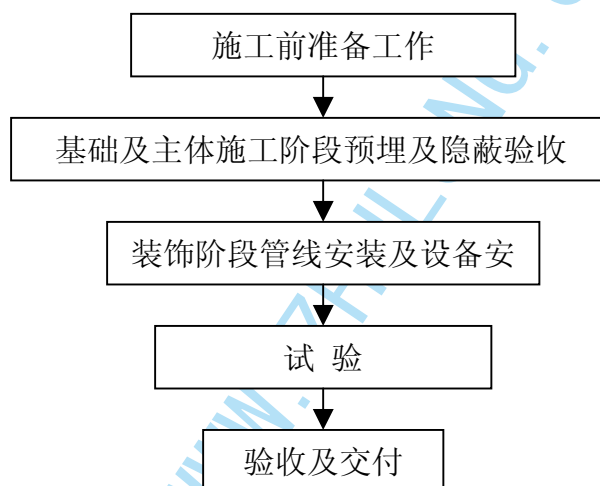 施工前准备工作
基础及主体施工阶段预埋及隐蔽验收
装饰阶段管线安装及设备安
试 验
验收及交付